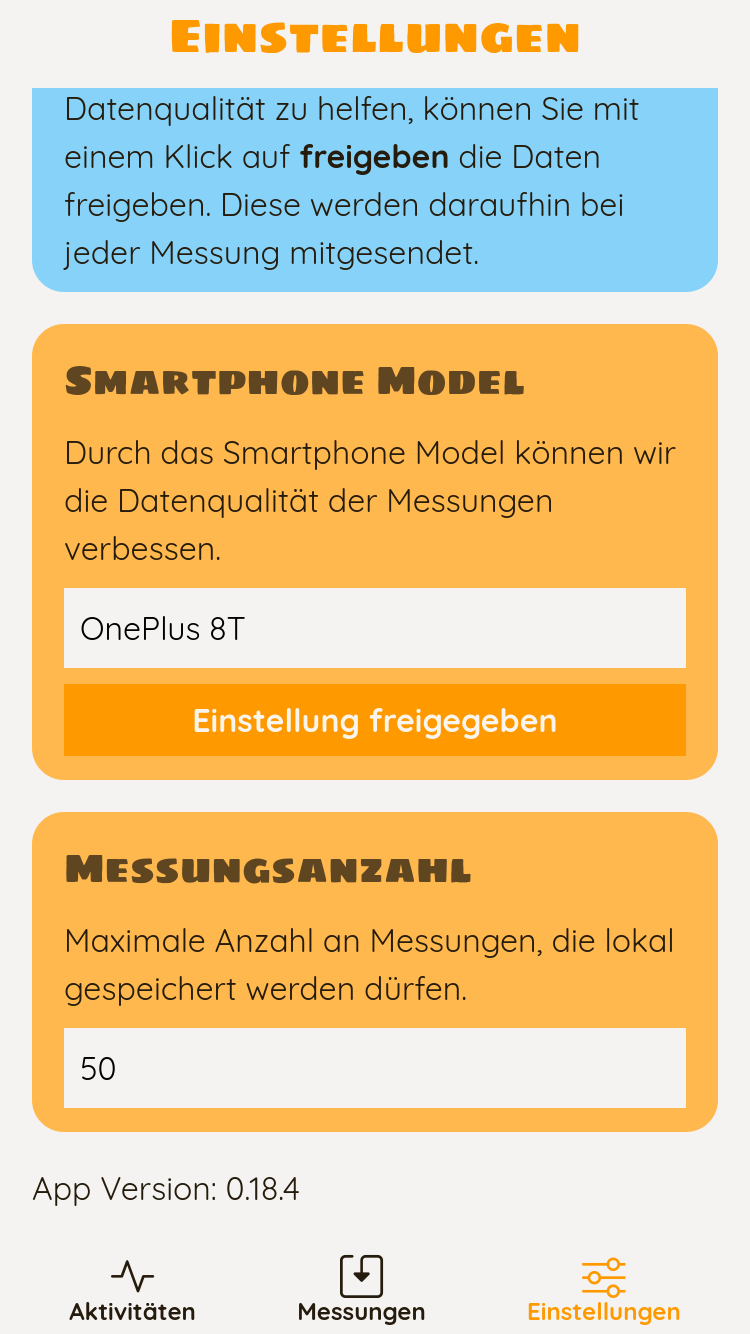 Einstellungen
Datenqualität zu helfen, können Sie mit
einem Klick auf freigeben die Daten
freigeben. Diese werden daraufhin bei
jeder Messung mitgesendet.
Smartphone Model
Durch das Smartphone Model können wir
die Datenqualität der Messungen
verbessen.
OnePlus 8T
Einstellung freigegeben
Messungsanzahl
Maximale Anzahl an Messungen, die lokal
gespeichert werden dürfen.
50
App Version: 0.18.4
Aktivitäten Messungen Einstellungen